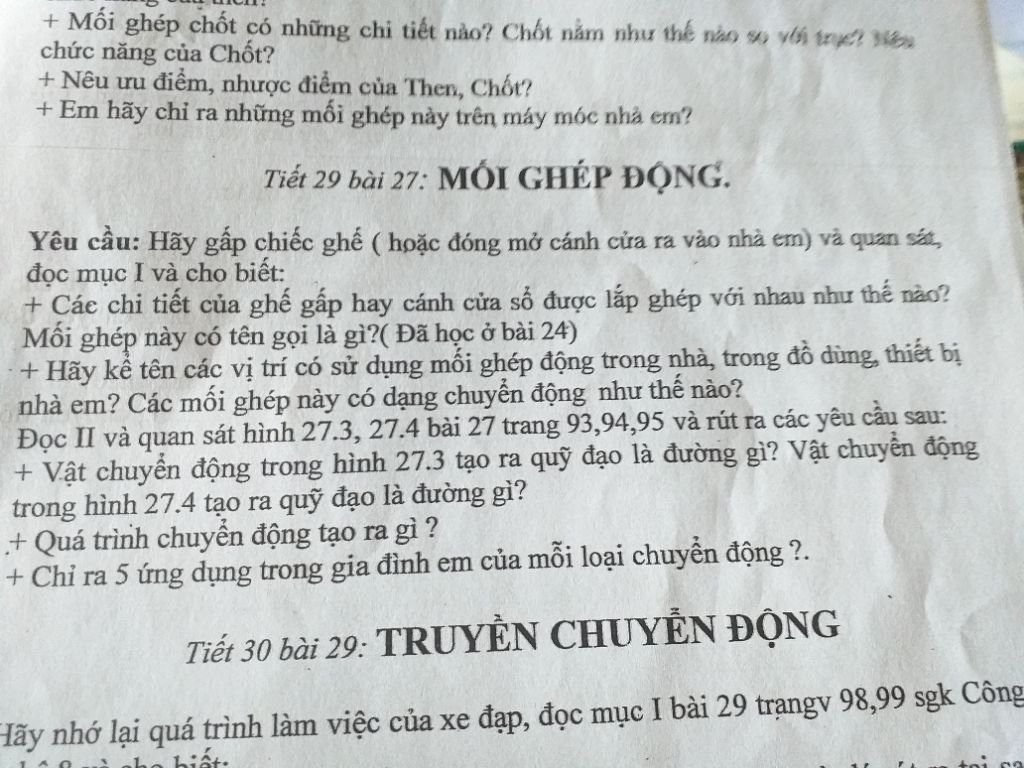 + Mối ghép chốt có những chi tiết nào? Chốt nằm như thế nào so với trục? Nêu
chức năng của Chốt?
+ Nêu ưu điểm, nhược điểm của Then, Chốt?
+ Em hãy chỉ ra những mối ghép này trên máy móc nhà em?
Tiết 29 bài 27: MỐI GHÉP ĐỘNG.
Yêu cầu: Hãy gấp chiếc ghế ( hoặc đóng mở cánh cửa ra vào nhà em) và quan sát,
đọc mục I và cho biết:
+ Các chi tiết của ghế gấp hay cánh cửa sổ được lắp ghép với nhau như thế nào?
Mối ghép này có tên gọi là gì?( Đã học ở bài 24)
+ Hãy kể tên các vị trí có sử dụng mối ghép động trong nhà, trong đồ dùng, thiết bị
nhà em? Các mối ghép này có dạng chuyển động như thế nào?
Đọc II và quan sát hình 27.3, 27.4 bài 27 trang 93,94,95 và rút ra các yêu cầu sau:
+ Vật chuyển động trong hình 27.3 tạo ra quỹ đạo là đường gì? Vật chuyển động
trong hình 27.4 tạo ra quỹ đạo là đường gì?
+ Quá trình chuyển động tạo ra gì ?
+ Chỉ ra 5 ứng dụng trong gia đình em của mỗi loại chuyển động ?.
Tiết 30 bài 29: TRUYỀN CHUYỂN ĐỘNG
Hãy nhớ lại quá trình làm việc của xe đạp, đọc mục I bài 29 trangv 98,99 sgk Công
biết: